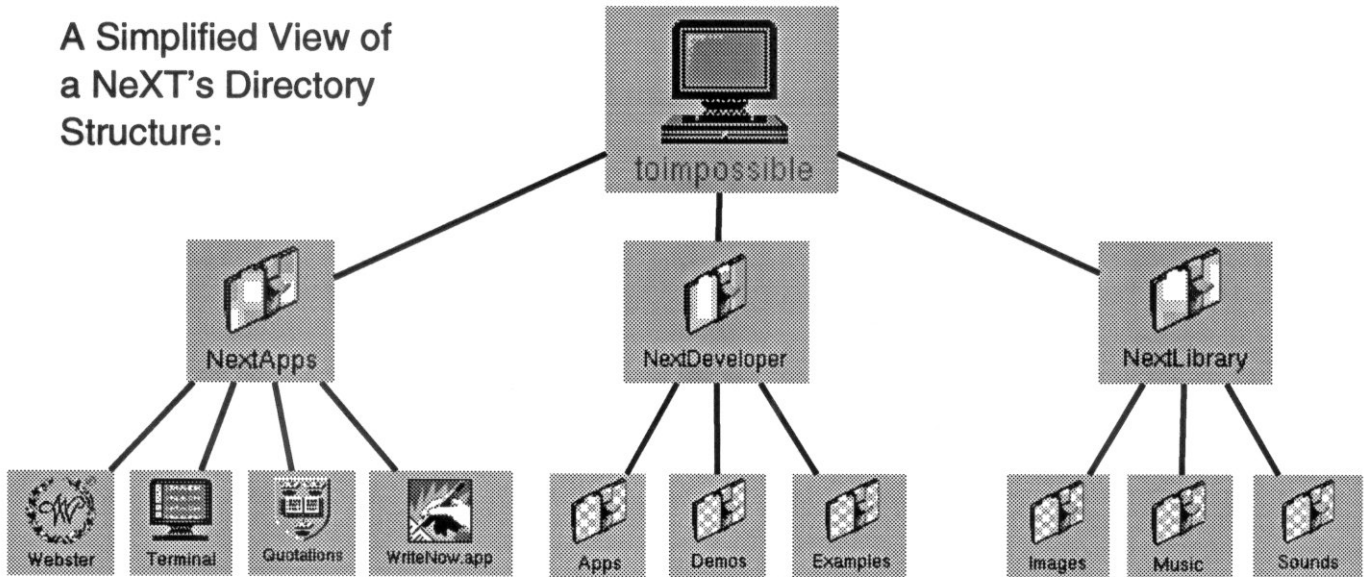 A Simplified View of
a NeXT's Directory
Structure:
toimpossible
NextApps
NextDeveloper
NextLibrary
Webster
Terminal
Quotations
WriteNow.app
Apps
Demos
Examples
Images
Music
Sounds